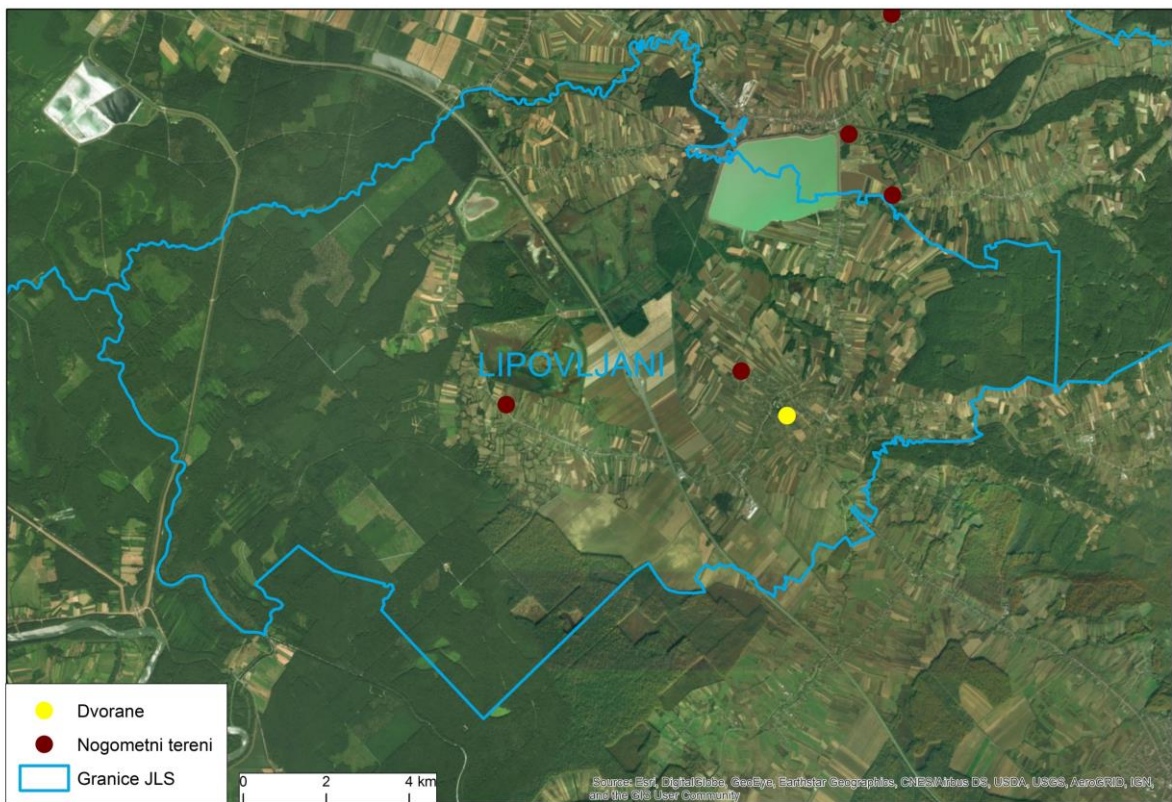 LIPOVLJANI
Dvorane
Nogometni tereni
Granice JLS
0 2 4 km
Source: Esri, DigitalGlobe, GeoEye, Earthstar Geographics, CNES/Airbus DS, USDA, USGS, AeroGRID, IGN,
and the GIS User Community